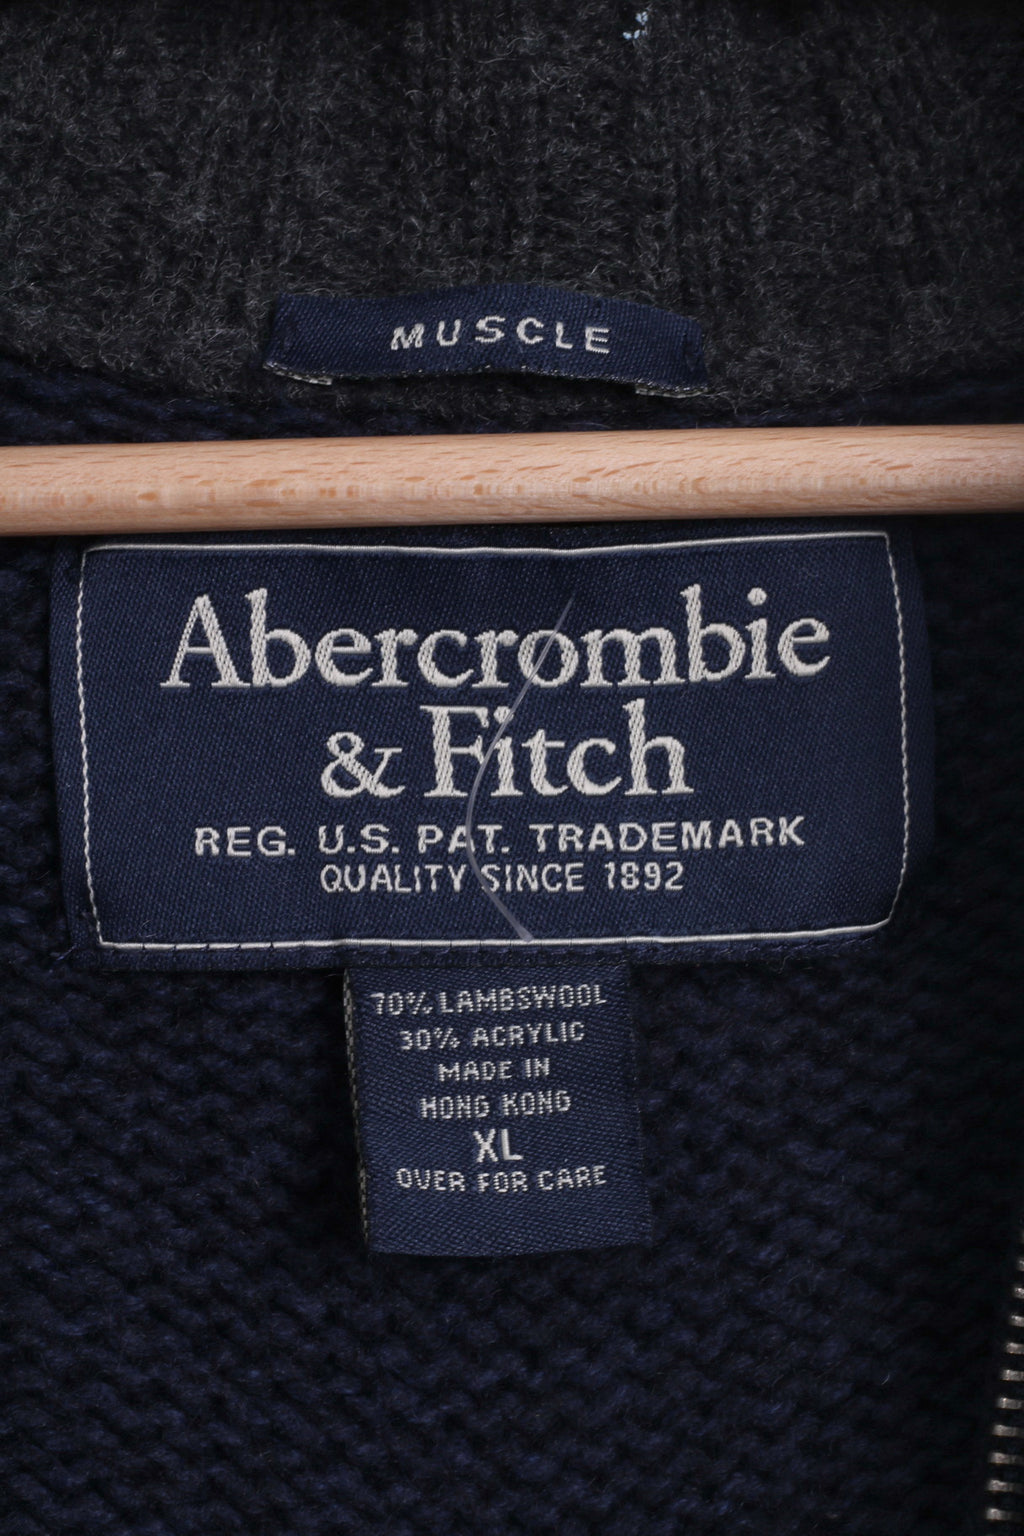 MUSCLE
Abercrombie
& Fitch
REG. U.S. PAT. TRADEMARK
QUALITY SINCE 1892
70% LAMBSWOOL
30% ACRYLIC
MADE IN
HONG KONG
XL
OVER FOR CARE